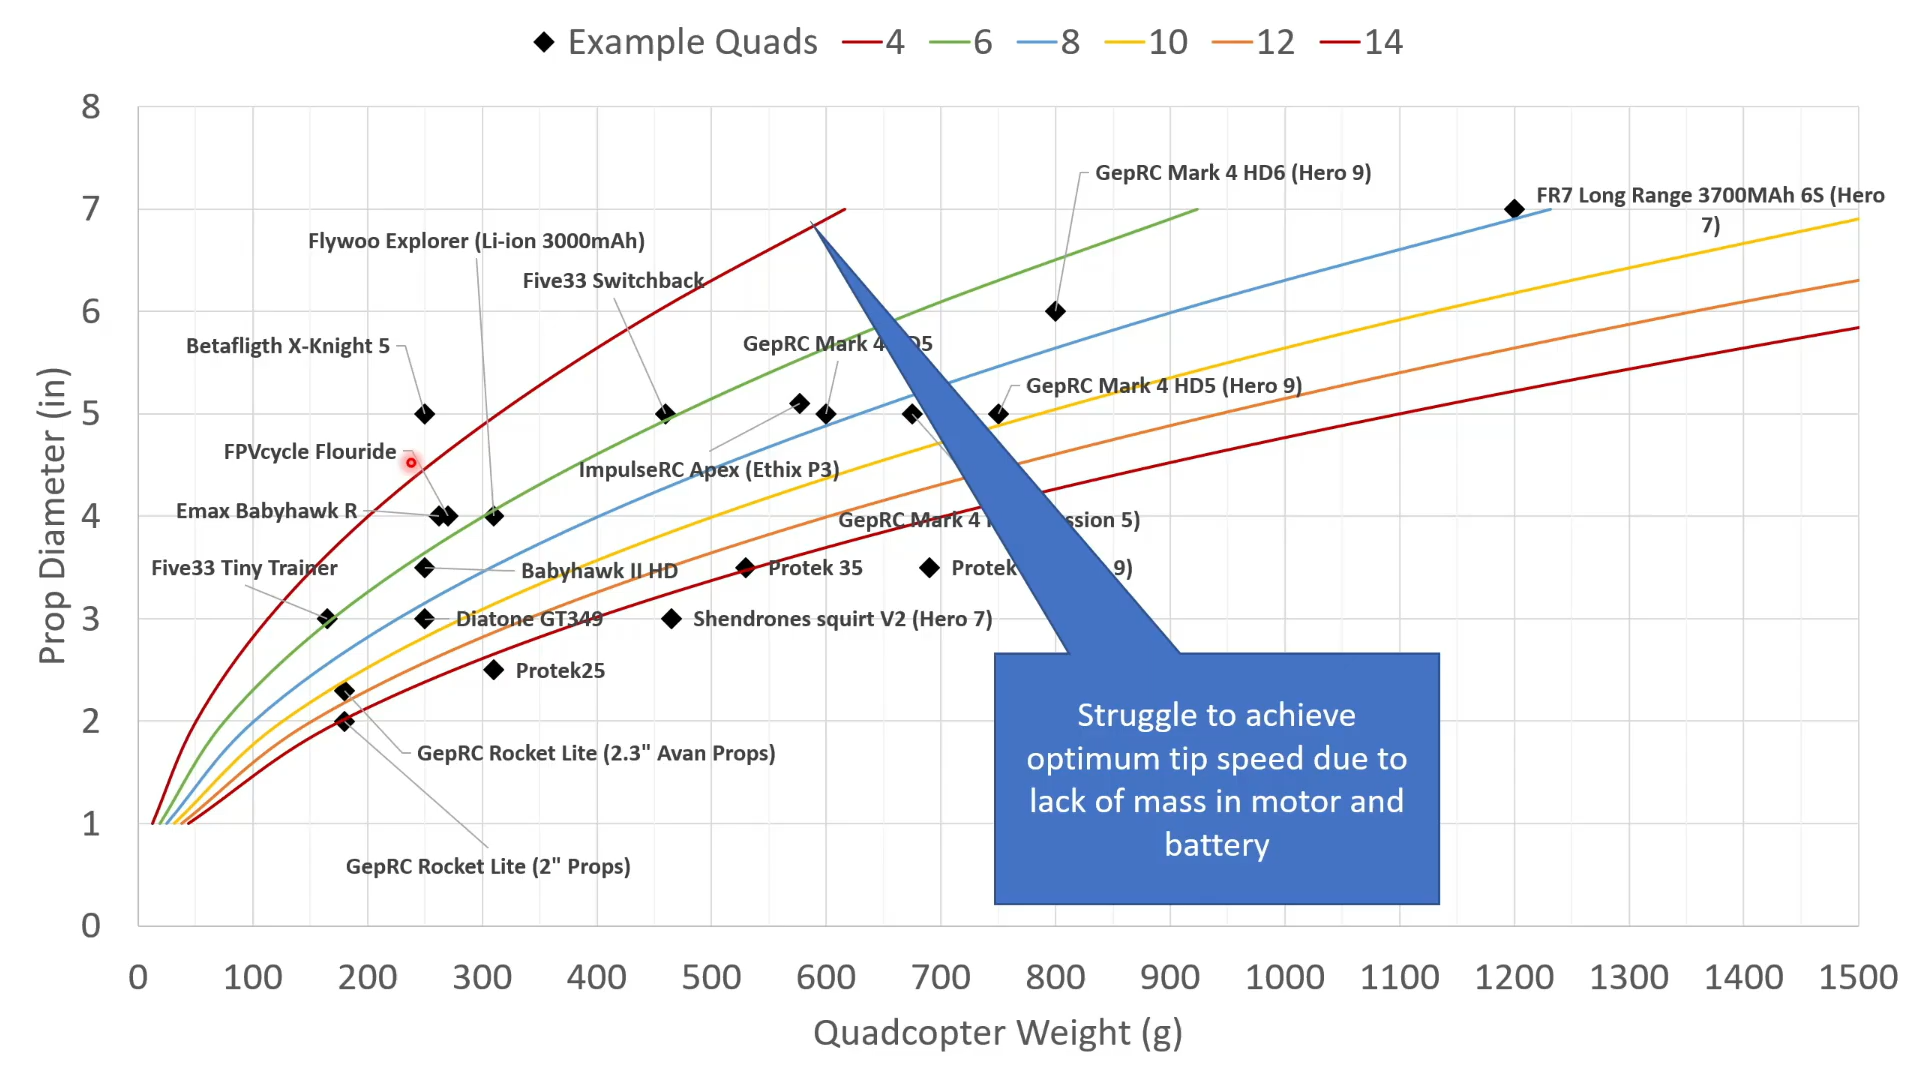 Example Quads 4 6 8 10 12 14
8
7
6
5
4
3
2
1
0
Prop Diameter (in)
GepRC Mark 4 HD6 (Hero 9)
FR7 Long Range 3700MAh 6S (Hero
7)
Flywoo Explorer (Li-ion 3000mAh)
Five33 Switchback
Betafligth X-Knight 5
GepRC Mark 4 D5
GepRC Mark 4 HD5 (Hero 9)
FPVcycle Flouride
ImpulseRC Apex (Ethix P3)
Emax Babyhawk R
GepRC Mark 4 ssion 5)
Five33 Tiny Trainer
Babyhawk II HD
Protek 35
Protek 9)
Diatone GT349
Shendrones squirt V2 (Hero 7)
Protek25
GepRC Rocket Lite (2.3" Avan Props)
GepRC Rocket Lite (2" Props)
Struggle to achieve
optimum tip speed due to
lack of mass in motor and
battery
0 100 200 300 400 500 600 700 800 900 1000 1100 1200 1300 1400 1500
Quadcopter Weight (g)